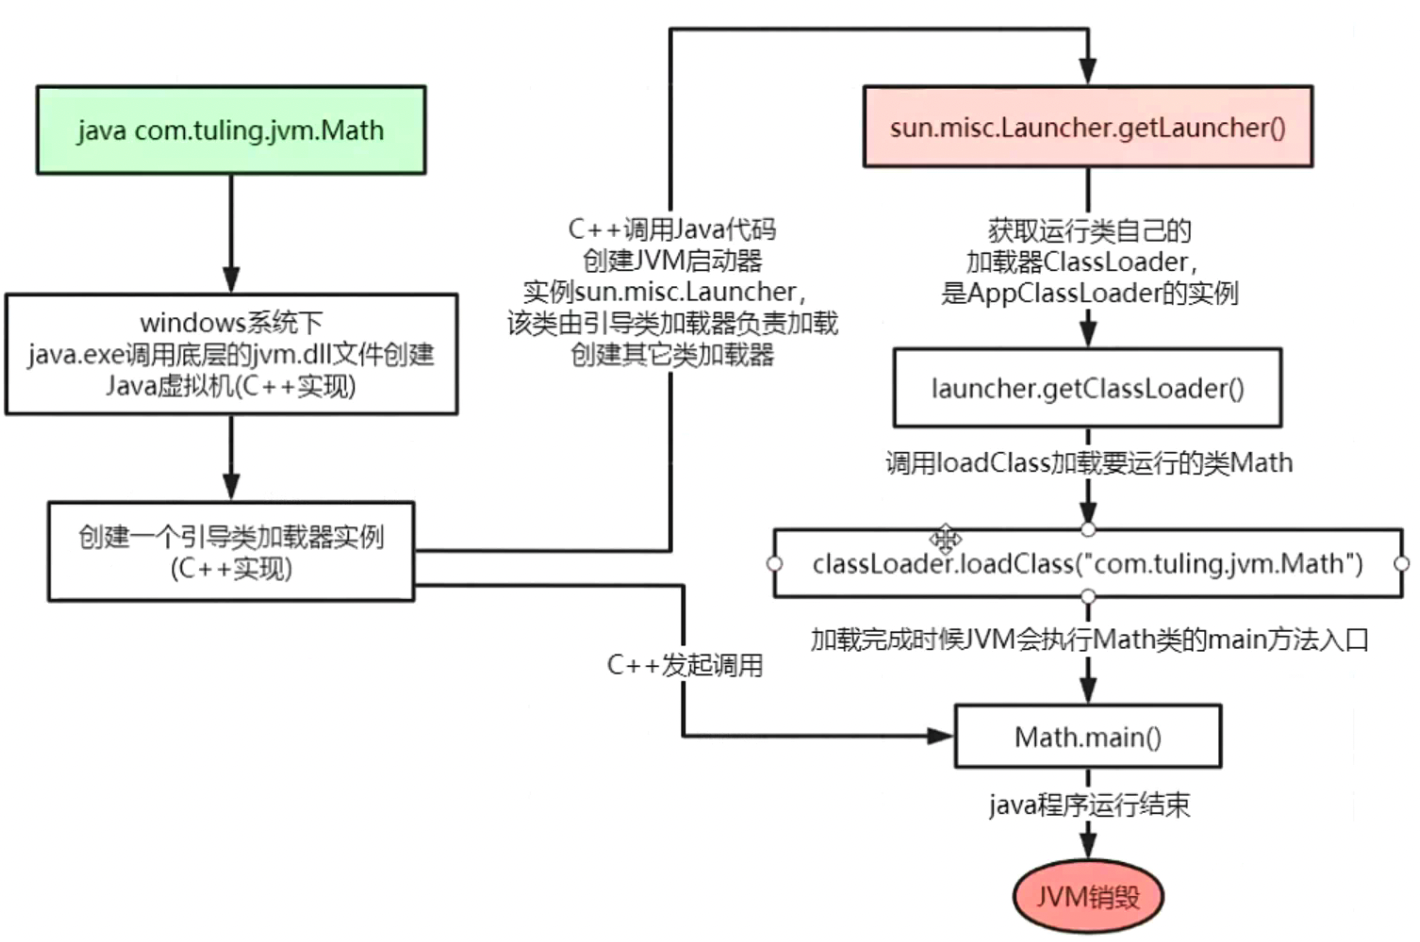 java com.tuling.jvm.Math
windows系统下
java.exe调用底层的jvm.dll文件创建
Java虚拟机(C++实现)
创建一个引导类加载器实例
(C++实现)
C++调用Java代码
创建JVM启动器
实例sun.misc.Launcher，
该类由引导类加载器负责加载
创建其它类加载器
C++发起调用
sun.misc.Launcher.getLauncher()
获取运行类自己的
加载器ClassLoader，
是AppClassLoader的实例
launcher.getClassLoader()
调用loadClass加载要运行的类Math
classLoader.loadClass("com.tuling.jvm.Math")
加载完成时候JVM会执行Math类的main方法入口
Math.main()
java程序运行结束
JVM销毁